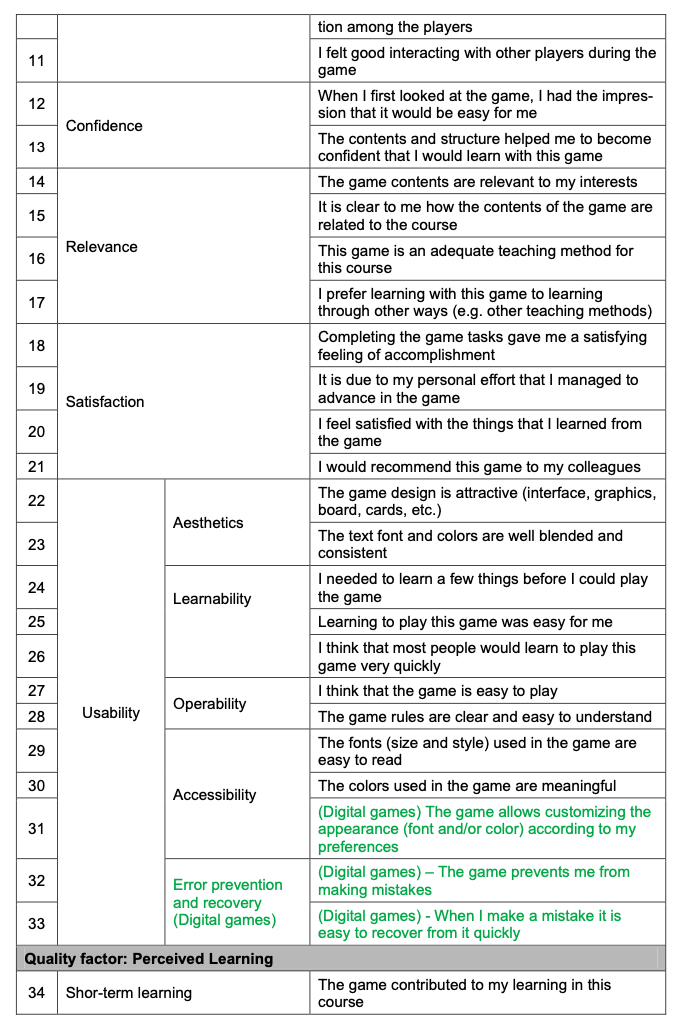 tion among the players
11
I felt good interacting with other players during the
game
12
Confidence
When I first looked at the game, I had the impres-
sion that it would be easy for me
13
The contents and structure helped me to become
confident that I would learn with this game
14
Relevance
The game contents are relevant to my interests
15
It is clear to me how the contents of the game are
related to the course
16
This game is an adequate teaching method for
this course
17
I prefer learning with this game to learning
through other ways (e.g. other teaching methods)
18
Satisfaction
Completing the game tasks gave me a satisfying
feeling of accomplishment
19
It is due to my personal effort that I managed to
advance in the game
20
I feel satisfied with the things that I learned from
the game
21
I would recommend this game to my colleagues
22
Usability
Aesthetics
The game design is attractive (interface, graphics,
board, cards, etc.)
23
The text font and colors are well blended and
consistent
24
Learnability
I needed to learn a few things before I could play
the game
25
Learning to play this game was easy for me
26
I think that most people would learn to play this
game very quickly
27
Operability
I think that the game is easy to play
28
The game rules are clear and easy to understand
29
Accessibility
The fonts (size and style) used in the game are
easy to read
30
The colors used in the game are meaningful
31
(Digital games) The game allows customizing the
appearance (font and/or color) according to my
preferences
32
Error prevention
and recovery
(Digital games)
(Digital games) – The game prevents me from
making mistakes
33
(Digital games) - When I make a mistake it is
easy to recover from it quickly
Quality factor: Perceived Learning
34
Shor-term learning
The game contributed to my learning in this
course